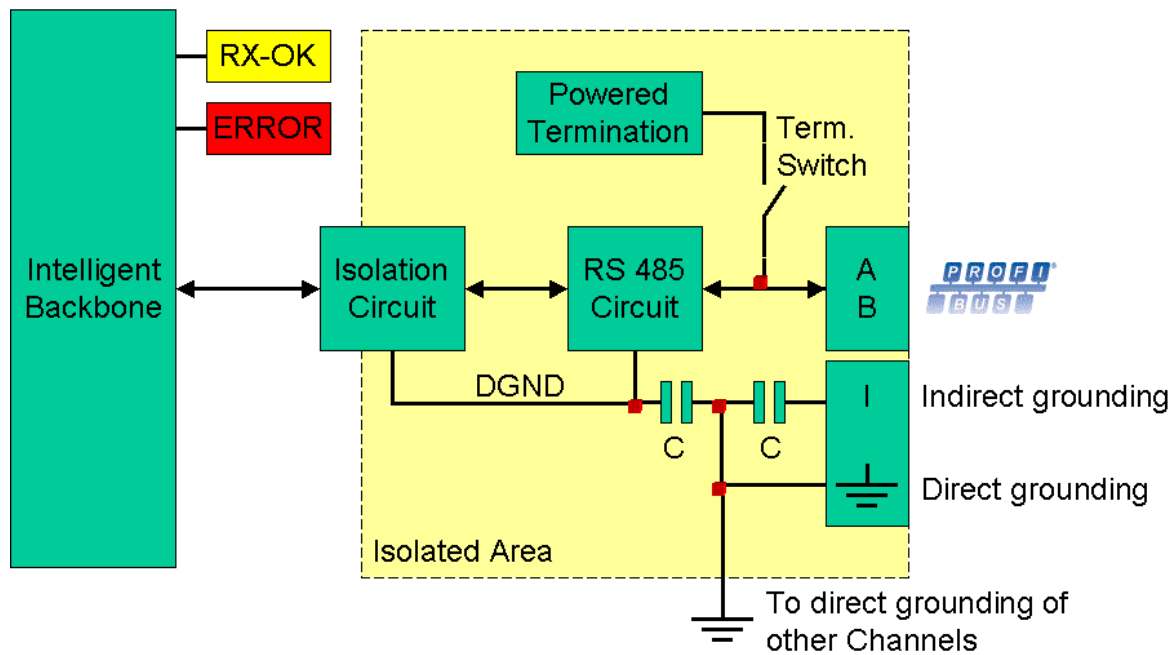 RX-OK
ERROR
Powered
Termination
Term.
Switch
Intelligent
Backbone
Isolation
Circuit
RS 485
Circuit
A
B
PROFI®
BUS
DGND
C
C
I
Indirect grounding
Direct grounding
Isolated Area
To direct grounding of
other Channels